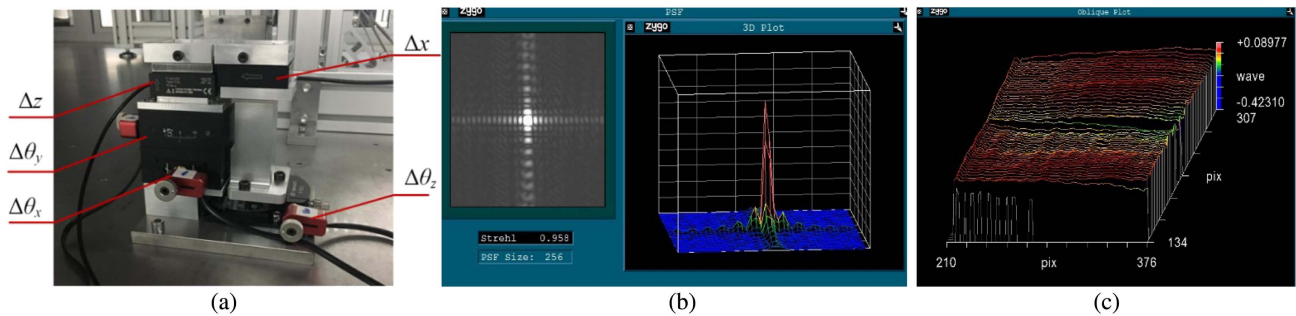 Δx
Δz
Δθy
Δθx
Δθz
(a)
zygo
PSF
zygo
3D Plot
Strehl 0.958
PSF Size: 256
(b)
zygo
Oblique Plot
+0.08977
wave
-0.42310
307
pix
134
210
pix
376
(c)